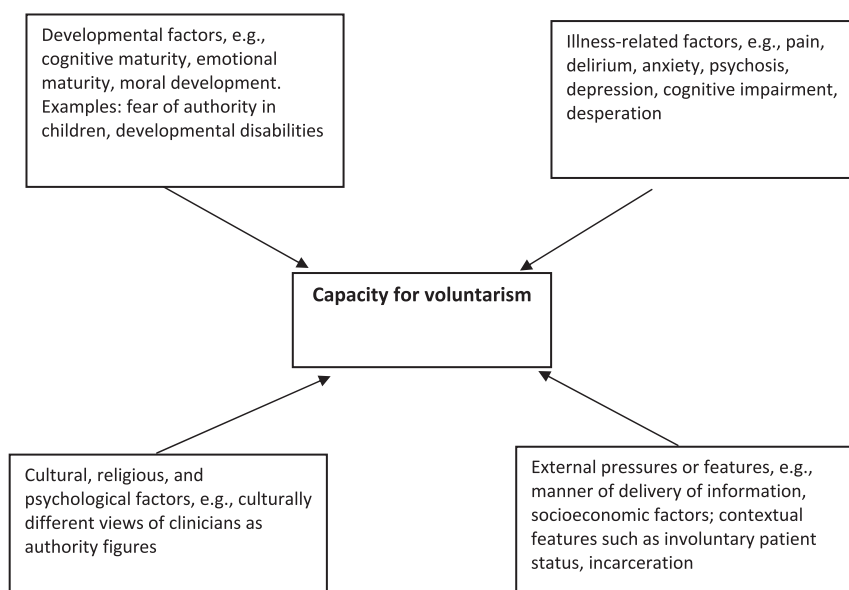 Developmental factors, e.g.,
cognitive maturity, emotional
maturity, moral development.
Examples: fear of authority in
children, developmental disabilities
Illness-related factors, e.g., pain,
delirium, anxiety, psychosis,
depression, cognitive impairment,
desperation
Capacity for voluntarism
Cultural, religious, and
psychological factors, e.g., culturally
different views of clinicians as
authority figures
External pressures or features, e.g.,
manner of delivery of information,
socioeconomic factors; contextual
features such as involuntary patient
status, incarceration